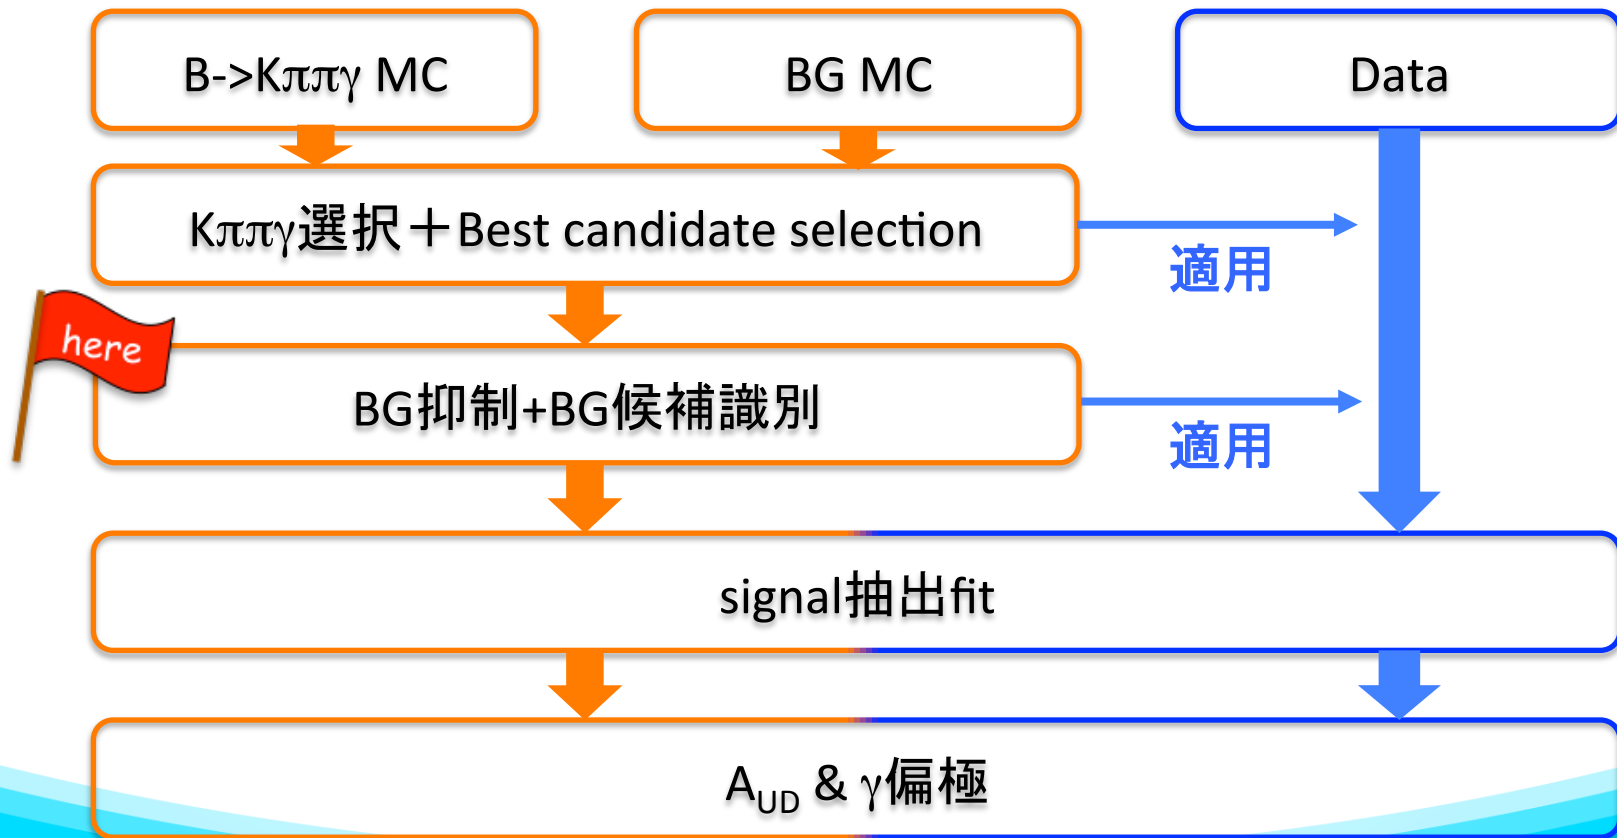 B->Kππγ MC
BG MC
Data
Kππγ選択＋Best candidate selection
適用
here
BG抑制+BG候補識別
適用
signal抽出fit
A_UD & γ偏極